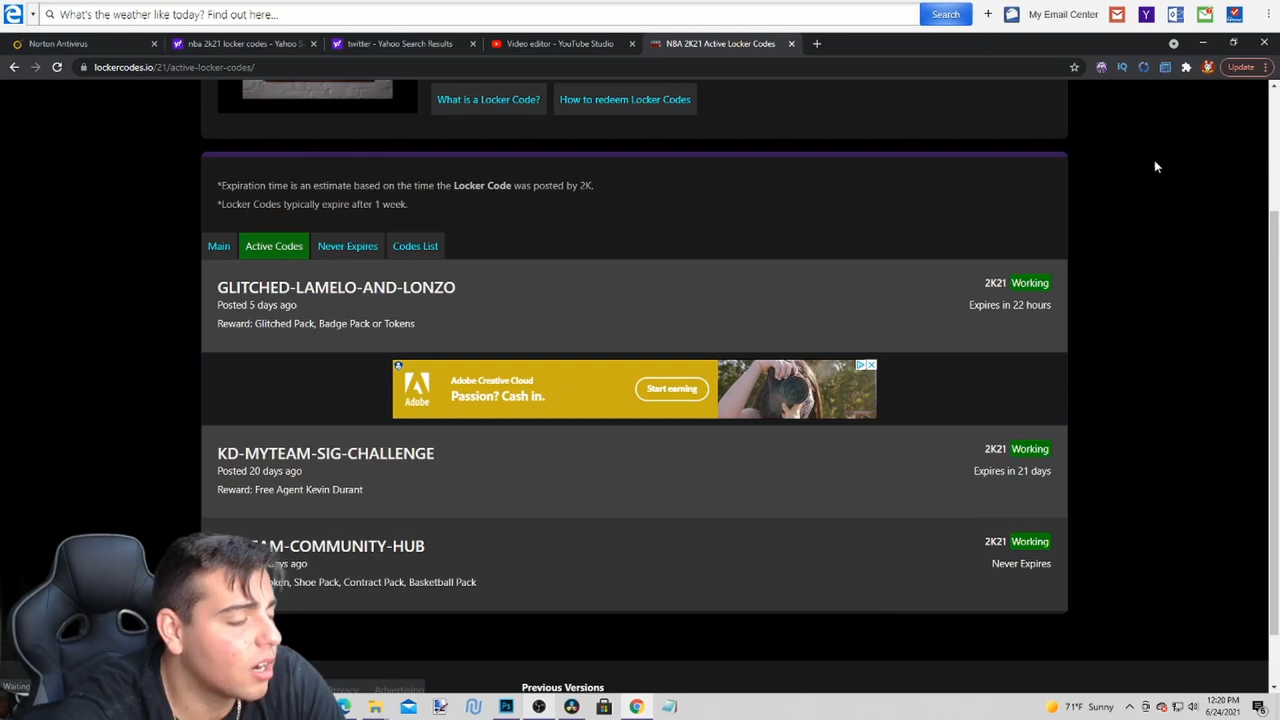 What's the weather like today? Find out here...
Search
My Email Center
Norton Antivirus
nba 2k21 locker codes - Yahoo S
twitter - Yahoo Search Results
Video editor - YouTube Studio
NBA 2K21 Active Locker Codes
lockercodes.io/21/active-locker-codes/
Update
What is a Locker Code?
How to redeem Locker Codes
*Expiration time is an estimate based on the time the Locker Code was posted by 2K.
*Locker Codes typically expire after 1 week.
Main
Active Codes
Never Expires
Codes List
GLITCHED-LAMELO-AND-LONZO
2K21 Working
Posted 5 days ago
Expires in 22 hours
Reward: Glitched Pack, Badge Pack or Tokens
Adobe
Adobe Creative Cloud
Passion? Cash in.
Start earning
KD-MYTEAM-SIG-CHALLENGE
2K21 Working
Posted 20 days ago
Expires in 21 days
Reward: Free Agent Kevin Durant
-COMMUNITY-HUB
2K21 Working
ago
Never Expires
Shoe Pack, Contract Pack, Basketball Pack
Waiting
Privacy
Advertising
Previous Versions
71°F Sunny
12:20 PM
6/24/2021